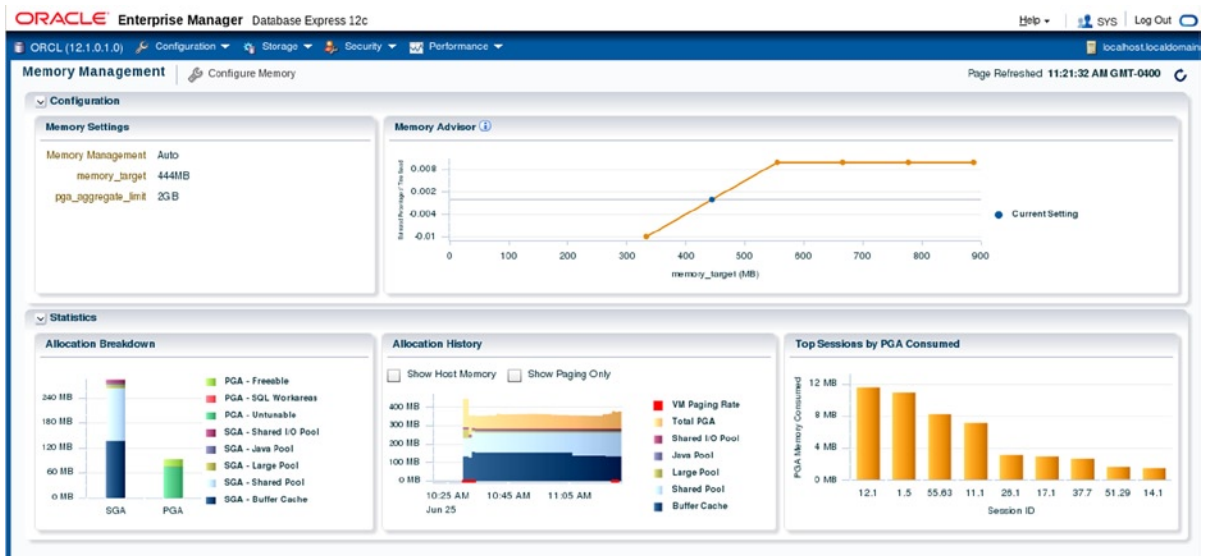 ORACLE Enterprise Manager Database Express 12c
Help SYS Log Out
ORCL (12.1.0.1.0) Configuration Storage Security Performance localhost.localdomain
Memory Management Configure Memory Page Refreshed 11:21:32 AM GMT-0400
Configuration
Memory Settings
Memory Management Auto
memory_target 444MB
pga_aggregate_limit 2GB
Memory Advisor
0.008
0.002
-0.004
-0.01
0 100 200 300 400 500 600 700 800 900
memory_target (MB)
Current Setting
Statistics
Allocation Breakdown
240 MB
180 MB
120 MB
60 MB
0 MB
SGA PGA
PGA - Freeable
PGA - SQL Workareas
PGA - Untunable
SGA - Shared I/O Pool
SGA - Java Pool
SGA - Large Pool
SGA - Shared Pool
SGA - Buffer Cache
Allocation History
Show Host Memory Show Paging Only
400 MB
300 MB
200 MB
100 MB
0 MB
10:25 AM 10:45 AM 11:05 AM
Jun 25
VM Paging Rate
Total PGA
Shared I/O Pool
Java Pool
Large Pool
Shared Pool
Buffer Cache
Top Sessions by PGA Consumed
PGA Memory Consumed
12 MB
9 MB
4 MB
0 MB
12.1 1.5 55.63 11.1 26.1 17.1 37.7 51.29 14.1
Session ID